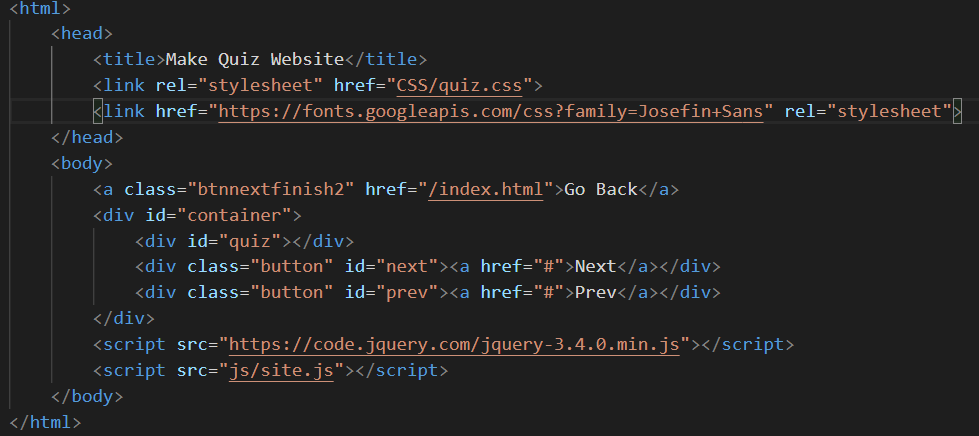 <html>
<head>
<title>Make Quiz Website</title>
<link rel="stylesheet" href="CSS/quiz.css">
<link href="https://fonts.googleapis.com/css?family=Josefin+Sans" rel="stylesheet">
</head>
<body>
<a class="btnnextfinish2" href="/index.html">Go Back</a>
<div id="container">
<div id="quiz"></div>
<div class="button" id="next"><a href="#">Next</a></div>
<div class="button" id="prev"><a href="#">Prev</a></div>
</div>
<script src="https://code.jquery.com/jquery-3.4.0.min.js"></script>
<script src="js/site.js"></script>
</body>
</html>